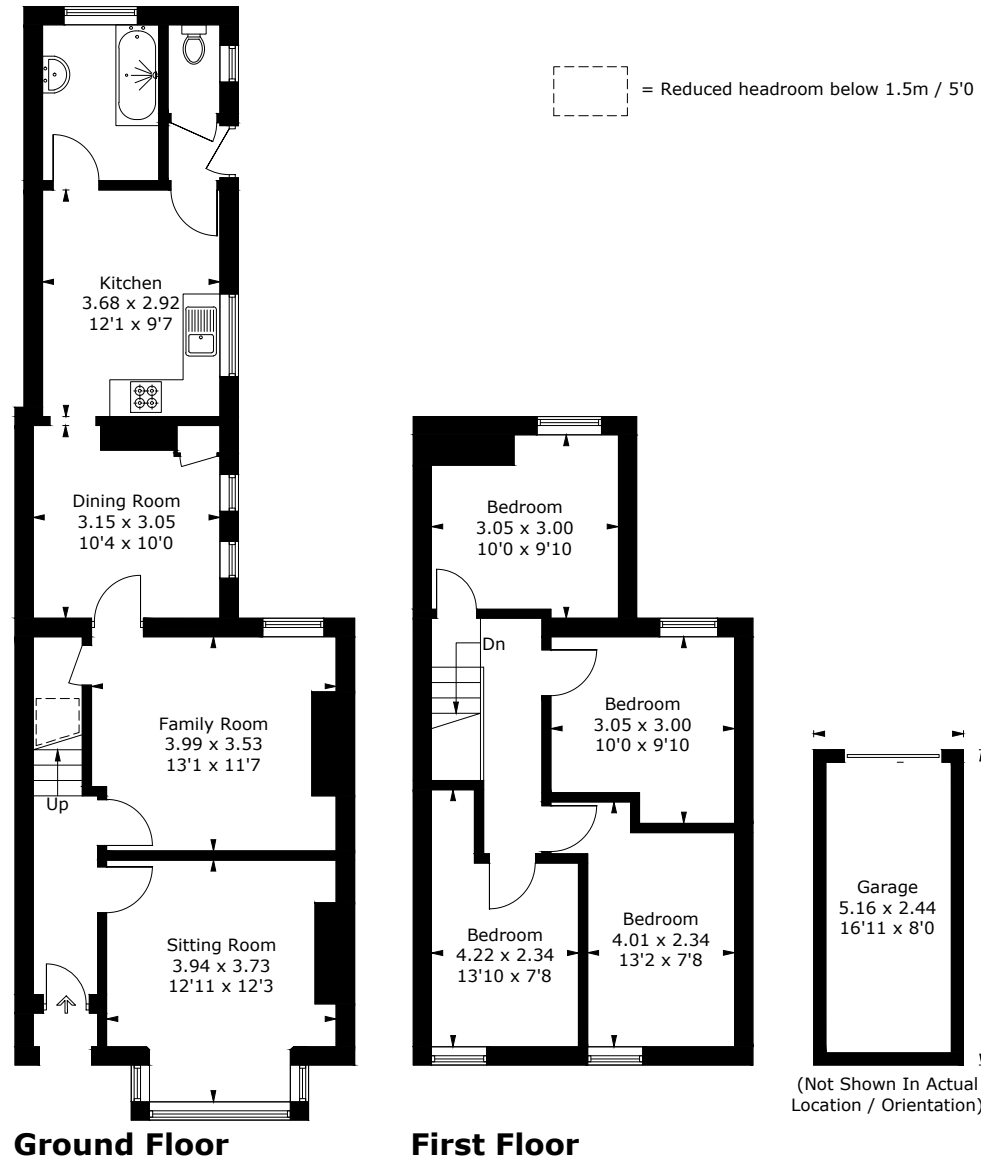 = Reduced headroom below 1.5m / 5'0
Kitchen
3.68 x 2.92
12'1 x 9'7
Dining Room
3.15 x 3.05
10'4 x 10'0
Family Room
3.99 x 3.53
13'1 x 11'7
Up
Sitting Room
3.94 x 3.73
12'11 x 12'3
Ground Floor
Bedroom
3.05 x 3.00
10'0 x 9'10
Dn
Bedroom
3.05 x 3.00
10'0 x 9'10
Bedroom
4.22 x 2.34
13'10 x 7'8
Bedroom
4.01 x 2.34
13'2 x 7'8
First Floor
Garage
5.16 x 2.44
16'11 x 8'0
(Not Shown In Actual
Location / Orientation)